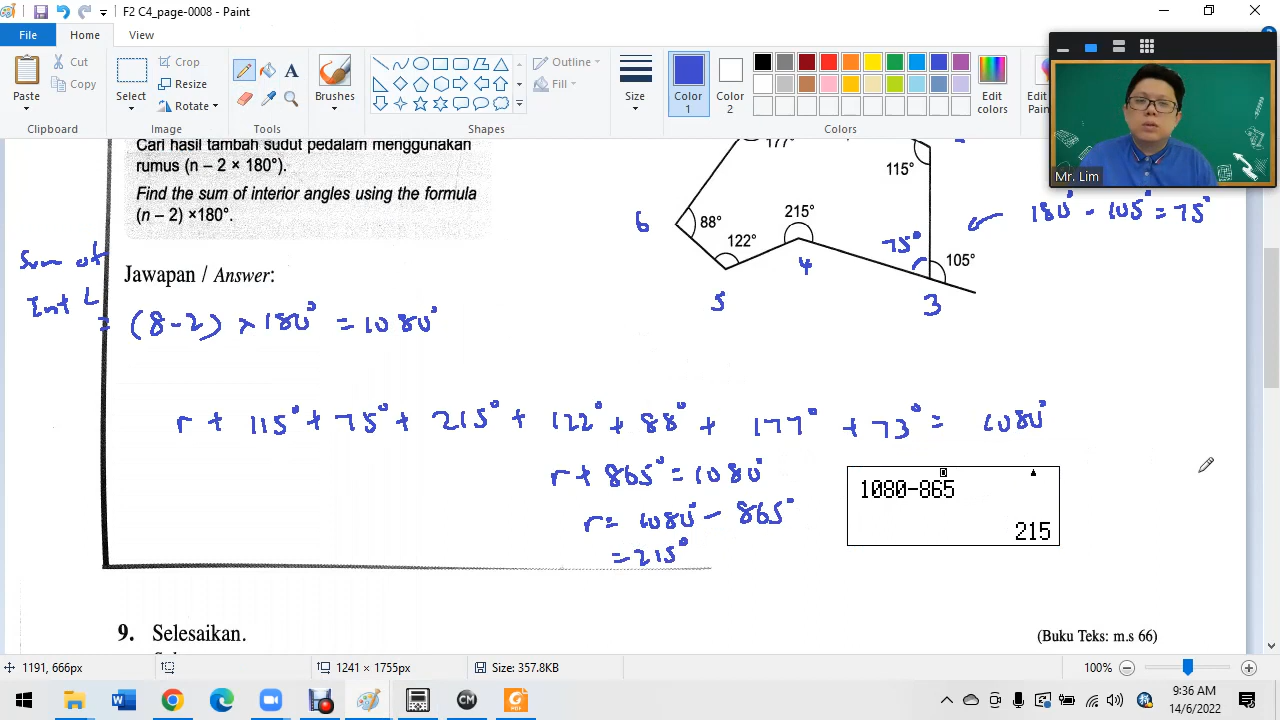 F2 C4_page-0008 - Paint
File Home View
Paste
Cut
Copy
Clipboard
Select
Crop
Resize
Rotate
Image
Tools
Brushes
Shapes
Outline
Fill
Size
Color 1
Color 2
Edit colors
Colors
Mr. Lim
Cari hasil tambah sudut pedalam menggunakan
rumus (n – 2 × 180°).
Find the sum of interior angles using the formula
(n – 2) ×180°.
177°
115°
180° - 105° = 75°
6
88°
215°
122°
75°
105°
4
5
3
Sum of
Int ∠
Jawapan / Answer:
= (8-2) × 180° = 1080°
r + 115° + 75° + 215° + 122° + 88° + 177° + 73° = 1080°
r + 865° = 1080°
r = 1080° - 865°
= 215°
1080-865
215
9. Selesaikan.
(Buku Teks: m.s 66)
1191, 666px
1241 × 1755px
Size: 357.8KB
100%
9:36 AM
14/6/2022